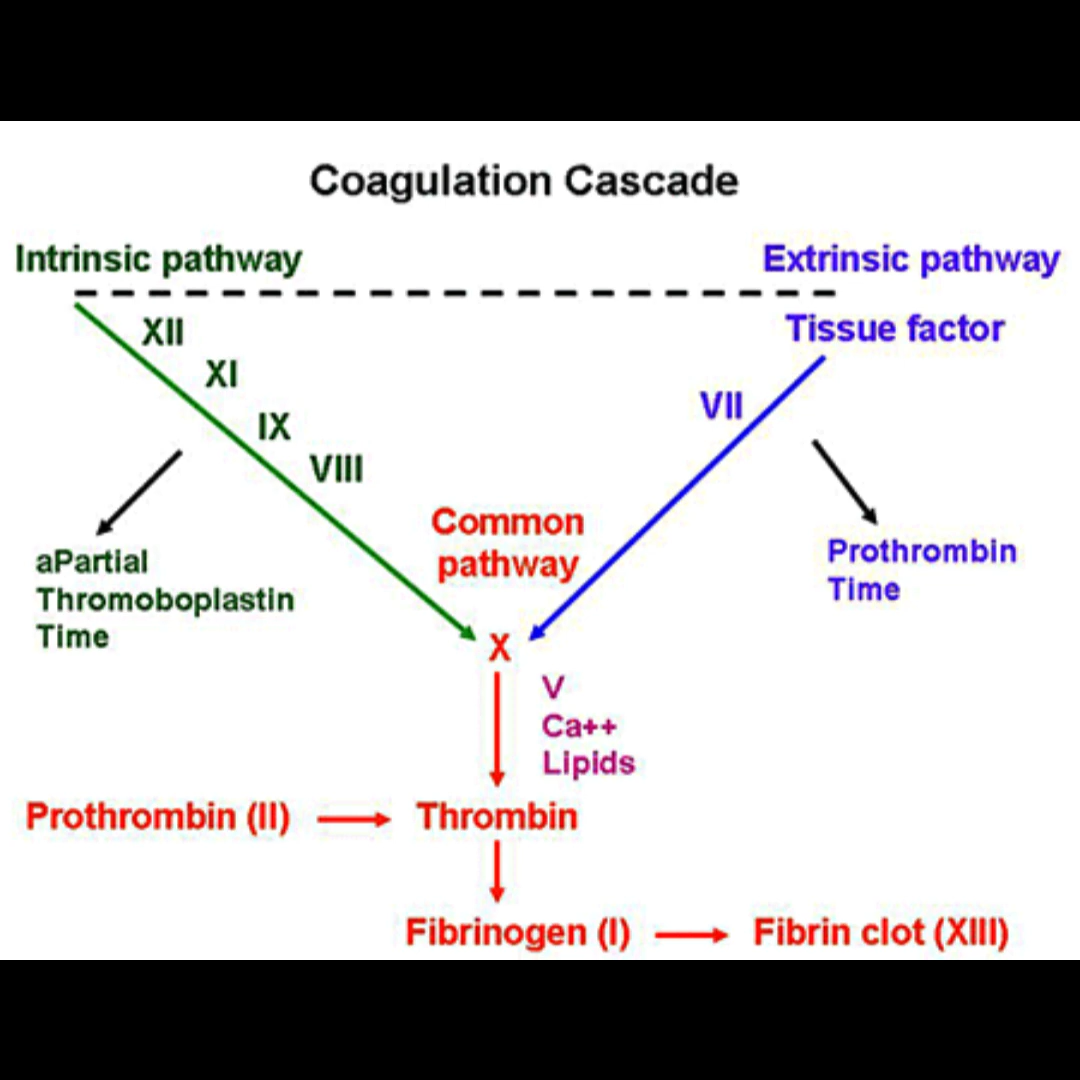 Coagulation Cascade
Intrinsic pathway
Extrinsic pathway
XII
Tissue factor
XI
VII
IX
VIII
Common
pathway
aPartial
Thromoboplastin
Time
Prothrombin
Time
X
V
Ca++
Lipids
Prothrombin (II)
Thrombin
Fibrinogen (I)
Fibrin clot (XIII)